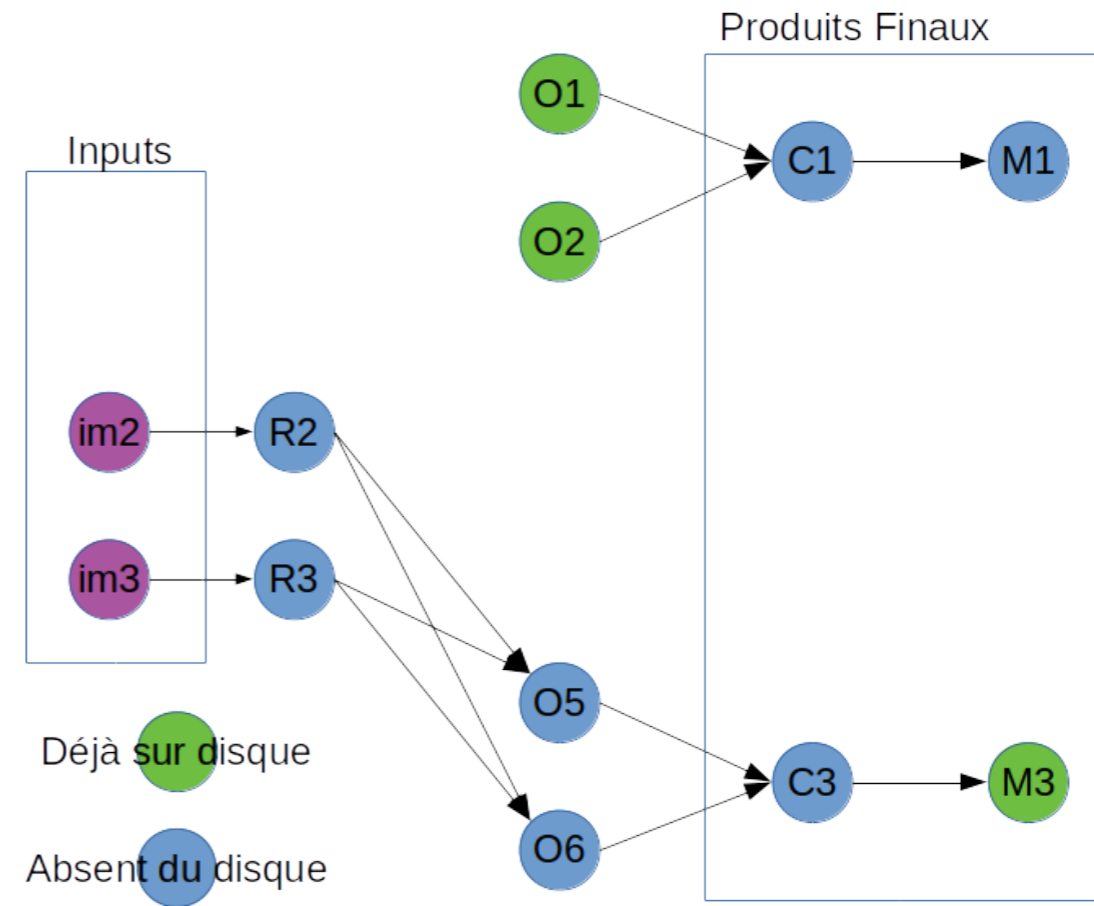 Produits Finaux
O1
C1
M1
Inputs
O2
im2
R2
im3
R3
O5
Déjà sur disque
C3
M3
O6
Absent du disque